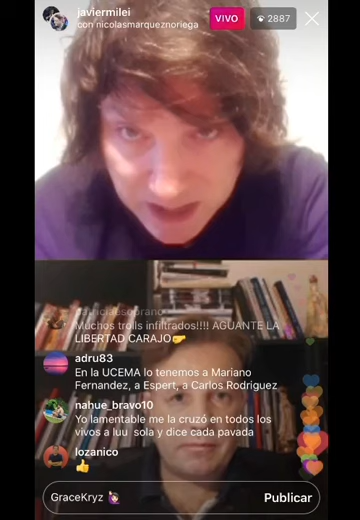 javiermilei
con nicolasmarqueznoriega
VIVO
2887
patriciaesoprano
Muchos trolls infiltrados!!!! AGUANTE LA
LIBERTAD CARAJO🤛
adru83
En la UCEMA lo tenemos a Mariano
Fernandez, a Espert, a Carlos Rodriguez
nahue_bravo10
Yo lamentable me la cruzó en todos los
vivos a luu sola y dice cada pavada
lozanico
👍
GraceKryz 🙋🏻‍♀️
Publicar